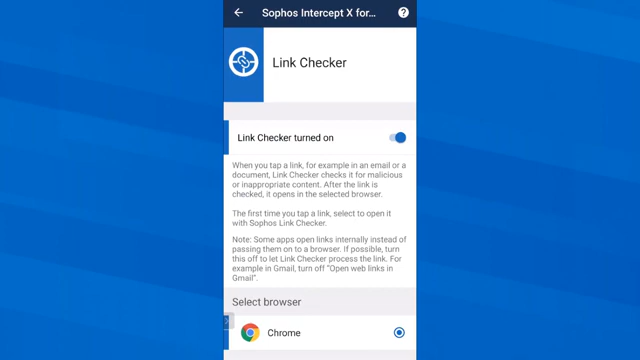 Sophos Intercept X for...
Link Checker
Link Checker turned on
When you tap a link, for example in an email or a
document, Link Checker checks it for malicious
or inappropriate content. After the link is
checked, it opens in the selected browser.
The first time you tap a link, select to open it
with Sophos Link Checker.
Note: Some apps open links internally instead of
passing them on to a browser. If possible, turn
this off to let Link Checker process the link. For
example in Gmail, turn off "Open web links in
Gmail".
Select browser
Chrome